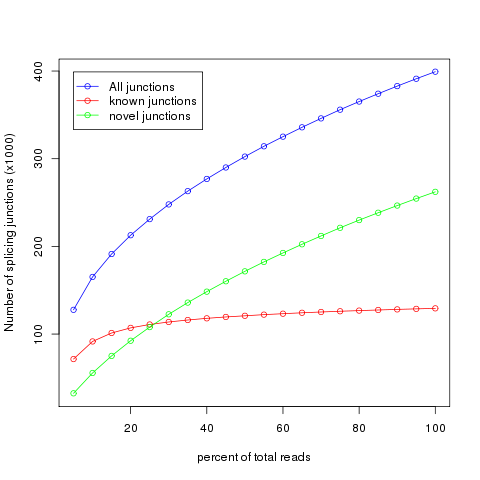 All junctions
known junctions
novel junctions
Number of splicing junctions (x1000)
400
300
200
100
20
40
60
80
100
percent of total reads